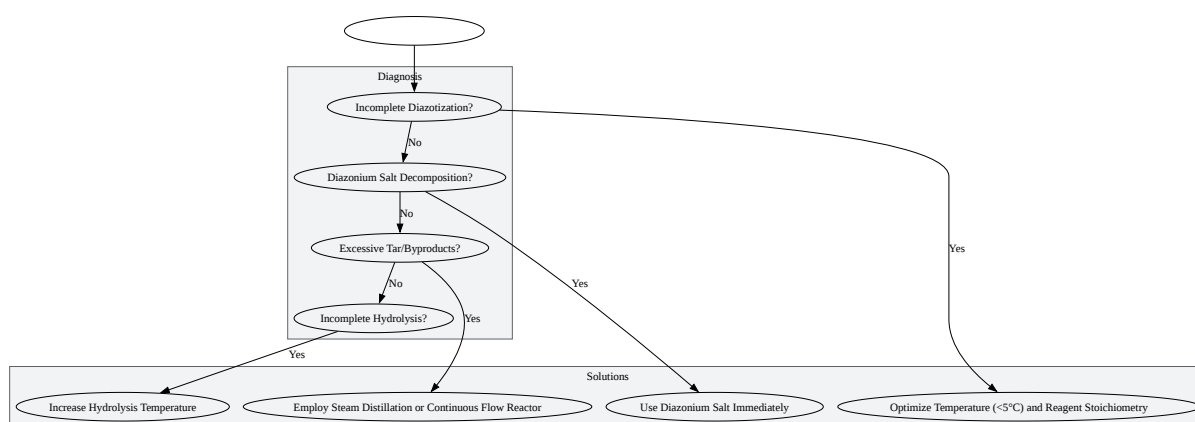 Diagnosis
Incomplete Diazotization?
No
Diazonium Salt Decomposition?
No
Excessive Tar/Byproducts?
Yes
Yes
No
Incomplete Hydrolysis?
Yes
Yes
Solutions
Increase Hydrolysis Temperature
Employ Steam Distillation or Continuous Flow Reactor
Use Diazonium Salt Immediately
Optimize Temperature (<5°C) and Reagent Stoichiometry